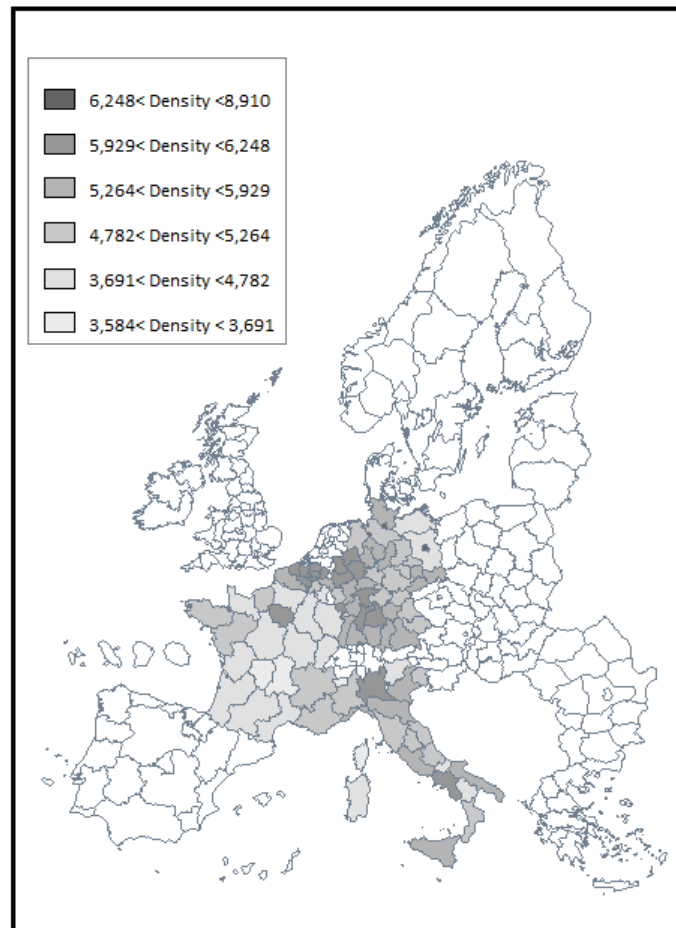 6,248< Density <8,910
5,929< Density <6,248
5,264< Density <5,929
4,782< Density <5,264
3,691< Density <4,782
3,584< Density < 3,691